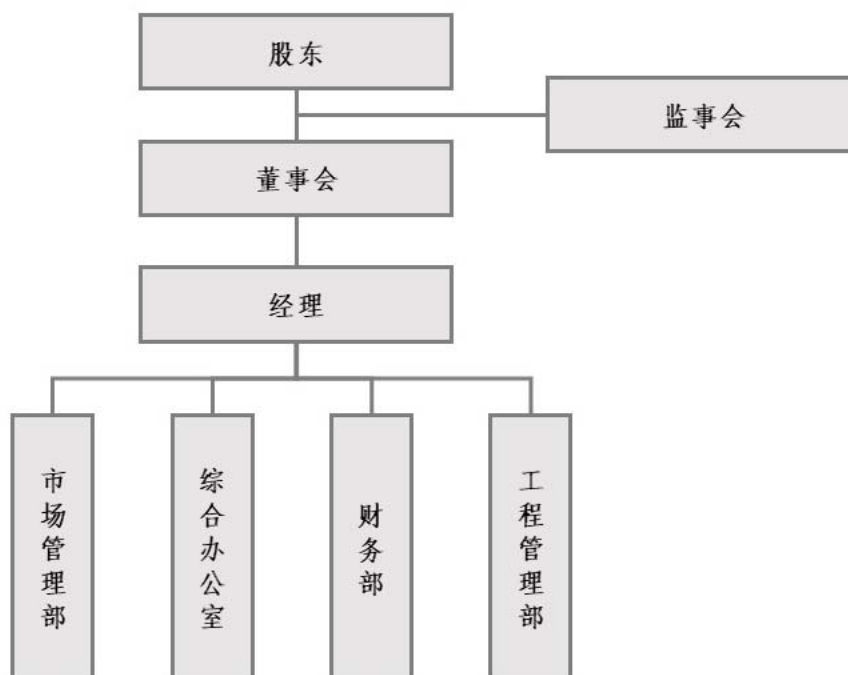 股东
监事会
董事会
经理
市场管理部
综合办公室
财务部
工程管理部